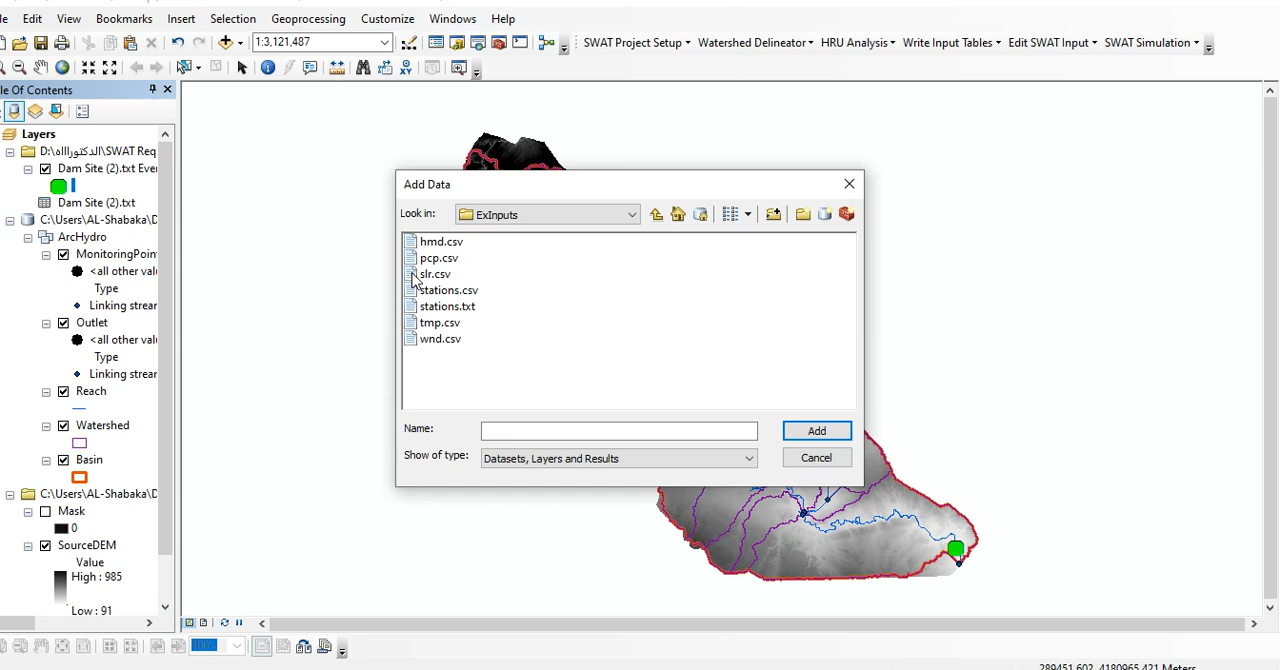 le Edit View Bookmarks Insert Selection Geoprocessing Customize Windows Help
1:3,121,487 SWAT Project Setup Watershed Delineator HRU Analysis Write Input Tables Edit SWAT Input SWAT Simulation
le Of Contents
Layers
D:\الدكتورااه\SWAT Req
Dam Site (2).txt Eve
Dam Site (2).txt
C:\Users\AL-Shabaka\D
ArcHydro
MonitoringPoin
<all other val
Type
Linking strear
Outlet
<all other val
Type
Linking strear
Reach
Watershed
Basin
C:\Users\AL-Shabaka\D
Mask
0
SourceDEM
Value
High : 985
Low : 91
Add Data
Look in: ExInputs
hmd.csv
pcp.csv
slr.csv
stations.csv
stations.txt
tmp.csv
wnd.csv
Name:
Add
Show of type: Datasets, Layers and Results
Cancel
289451.602 4180965.421 Meters